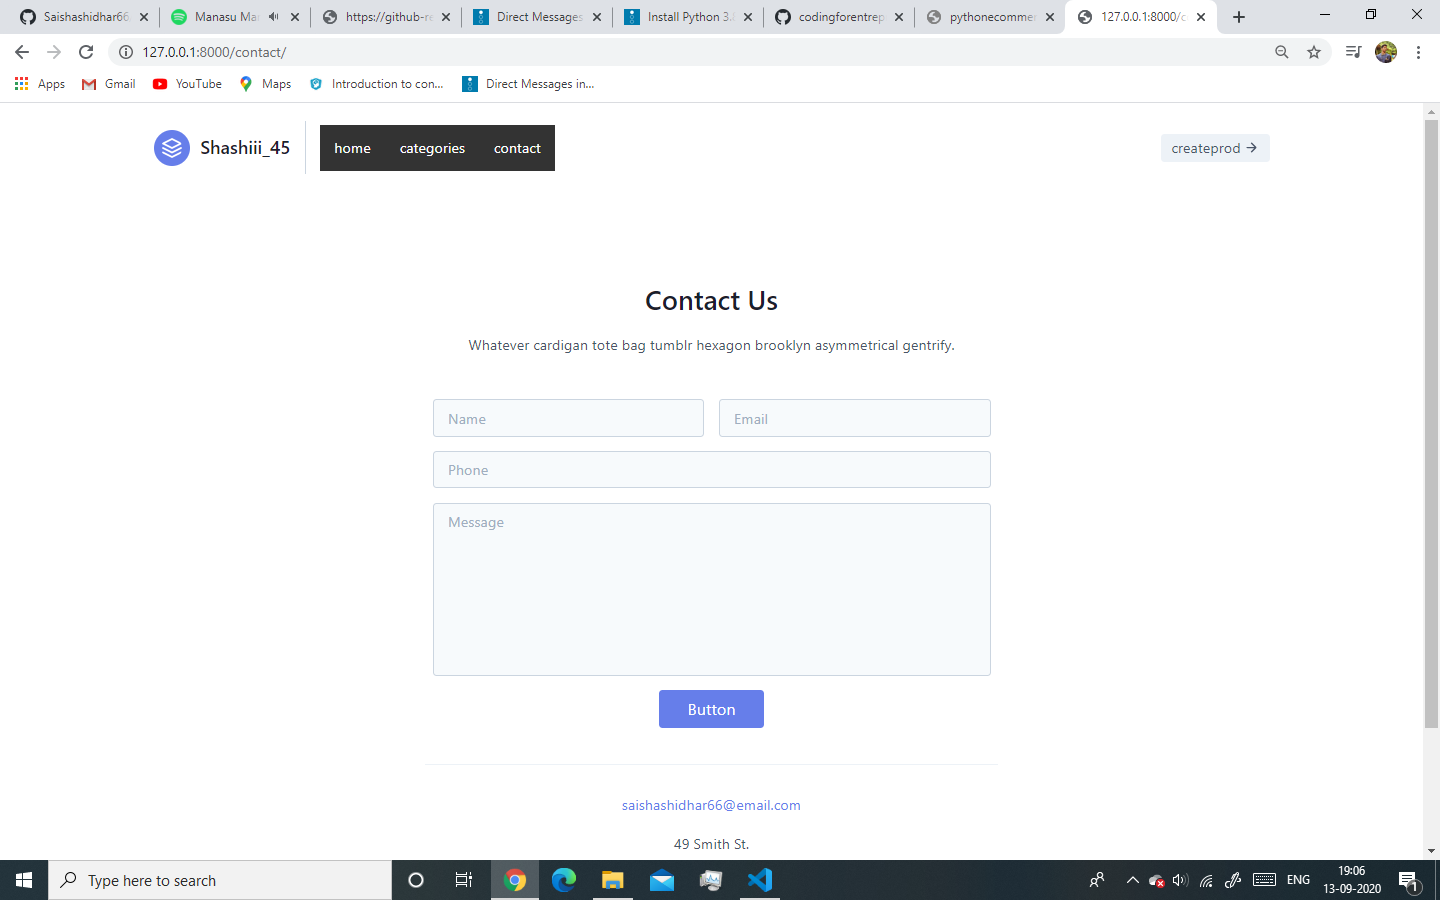 Saishashidhar66
Manasu Ma
https://github-r
Direct Messages
Install Python 3.
codingforentrep
pythonecommer
127.0.0.1:8000/c
127.0.0.1:8000/contact/
Apps
Gmail
YouTube
Maps
Introduction to con...
Direct Messages in...
Shashiii_45
home
categories
contact
createprod →
Contact Us
Whatever cardigan tote bag tumblr hexagon brooklyn asymmetrical gentrify.
Name
Email
Phone
Message
Button
saishashidhar66@email.com
49 Smith St.
Type here to search
ENG
19:06
13-09-2020
1